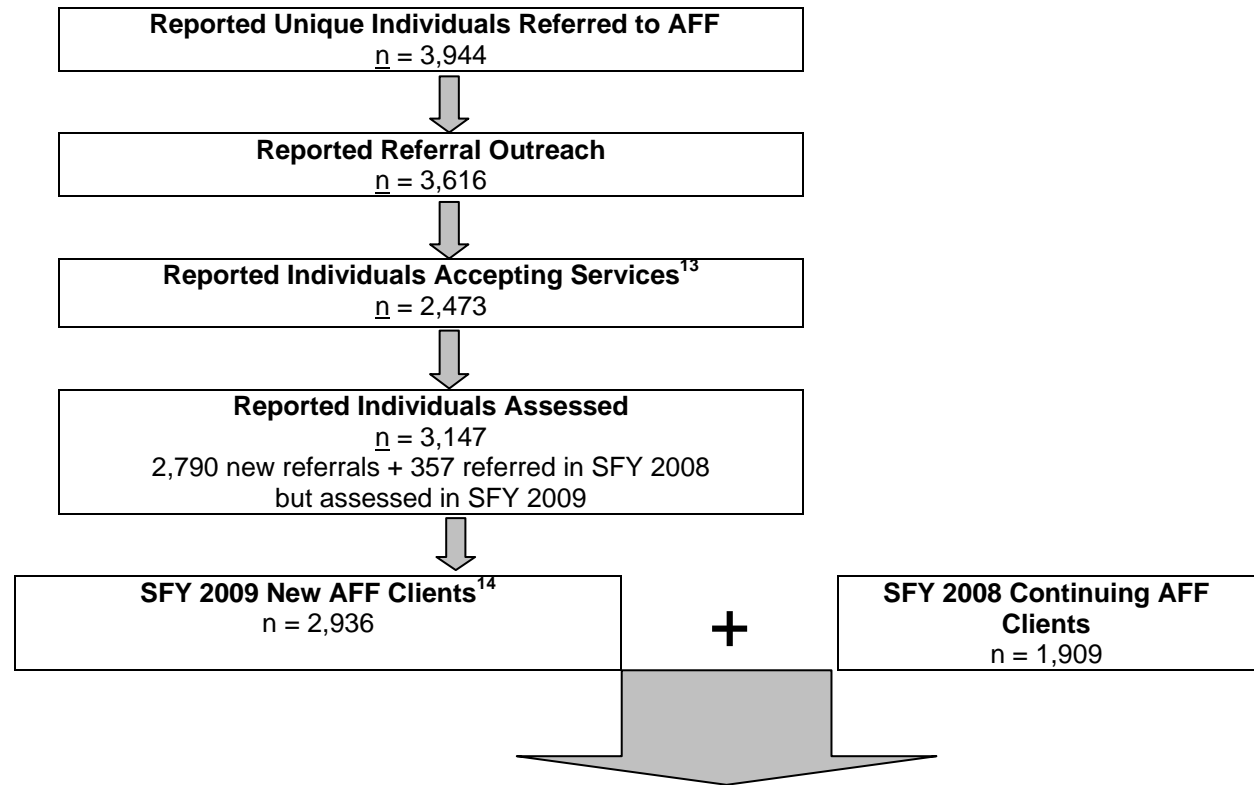 Reported Unique Individuals Referred to AFF
n = 3,944
Reported Referral Outreach
n = 3,616
Reported Individuals Accepting Services13
n = 2,473
Reported Individuals Assessed
n = 3,147
2,790 new referrals + 357 referred in SFY 2008
but assessed in SFY 2009
SFY 2009 New AFF Clients14
n = 2,936
+
SFY 2008 Continuing AFF
Clients
n = 1,909